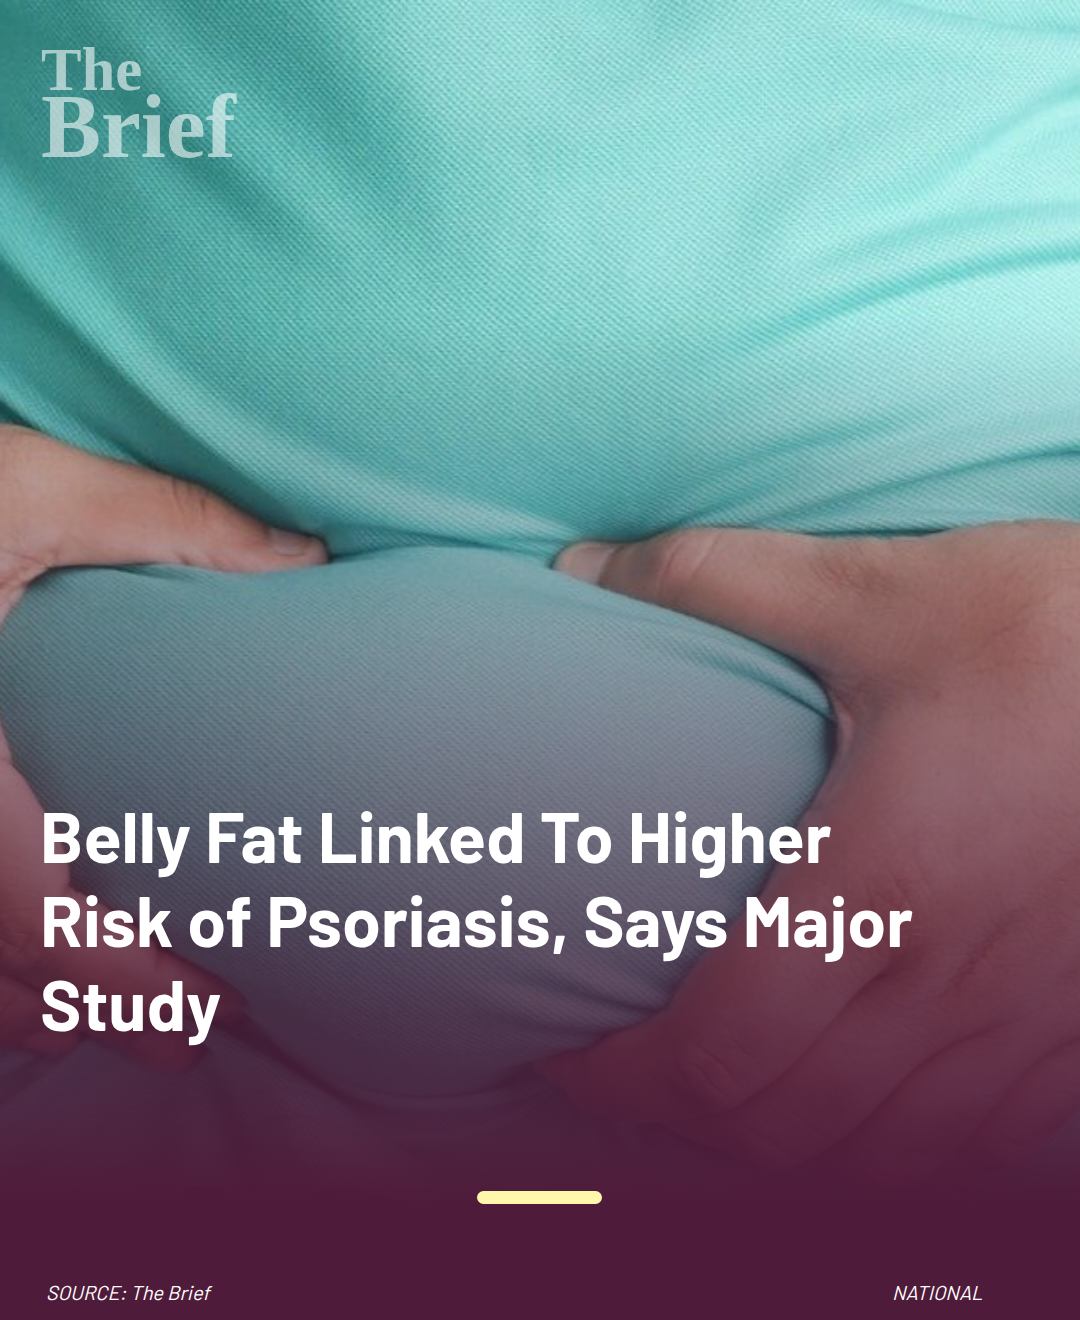 The
Brief
Belly Fat Linked To Higher
Risk of Psoriasis, Says Major
Study
SOURCE: The Brief
NATIONAL